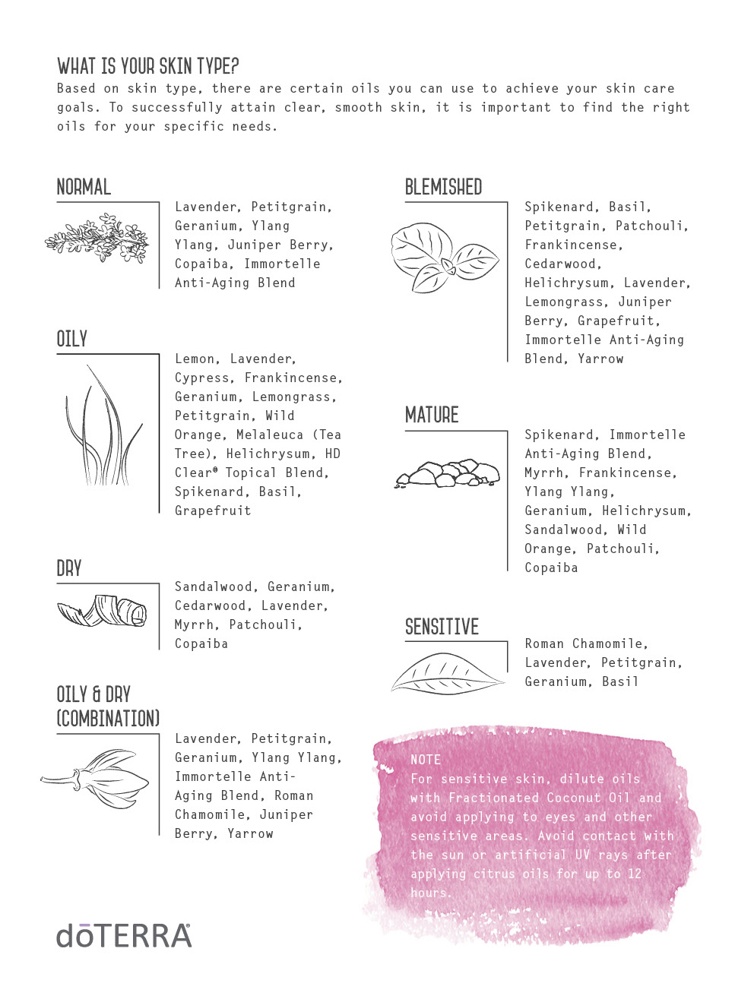 WHAT IS YOUR SKIN TYPE?
Based on skin type, there are certain oils you can use to achieve your skin care
goals. To successfully attain clear, smooth skin, it is important to find the right
oils for your specific needs.
NORMAL
Lavender, Petitgrain,
Geranium, Ylang
Ylang, Juniper Berry,
Copaiba, Immortelle
Anti-Aging Blend
OILY
Lemon, Lavender,
Cypress, Frankincense,
Geranium, Lemongrass,
Petitgrain, Wild
Orange, Melaleuca (Tea
Tree), Helichrysum, HD
Clear® Topical Blend,
Spikenard, Basil,
Grapefruit
DRY
Sandalwood, Geranium,
Cedarwood, Lavender,
Myrrh, Patchouli,
Copaiba
OILY & DRY
(COMBINATION)
Lavender, Petitgrain,
Geranium, Ylang Ylang,
Immortelle Anti-
Aging Blend, Roman
Chamomile, Juniper
Berry, Yarrow
BLEMISHED
Spikenard, Basil,
Petitgrain, Patchouli,
Frankincense,
Cedarwood,
Helichrysum, Lavender,
Lemongrass, Juniper
Berry, Grapefruit,
Immortelle Anti-Aging
Blend, Yarrow
MATURE
Spikenard, Immortelle
Anti-Aging Blend,
Myrrh, Frankincense,
Ylang Ylang,
Geranium, Helichrysum,
Sandalwood, Wild
Orange, Patchouli,
Copaiba
SENSITIVE
Roman Chamomile,
Lavender, Petitgrain,
Geranium, Basil
NOTE
For sensitive skin, dilute oils
with Fractionated Coconut Oil and
avoid applying to eyes and other
sensitive areas. Avoid contact with
the sun or artificial UV rays after
applying citrus oils for up to 12
hours.
dōTERRA®